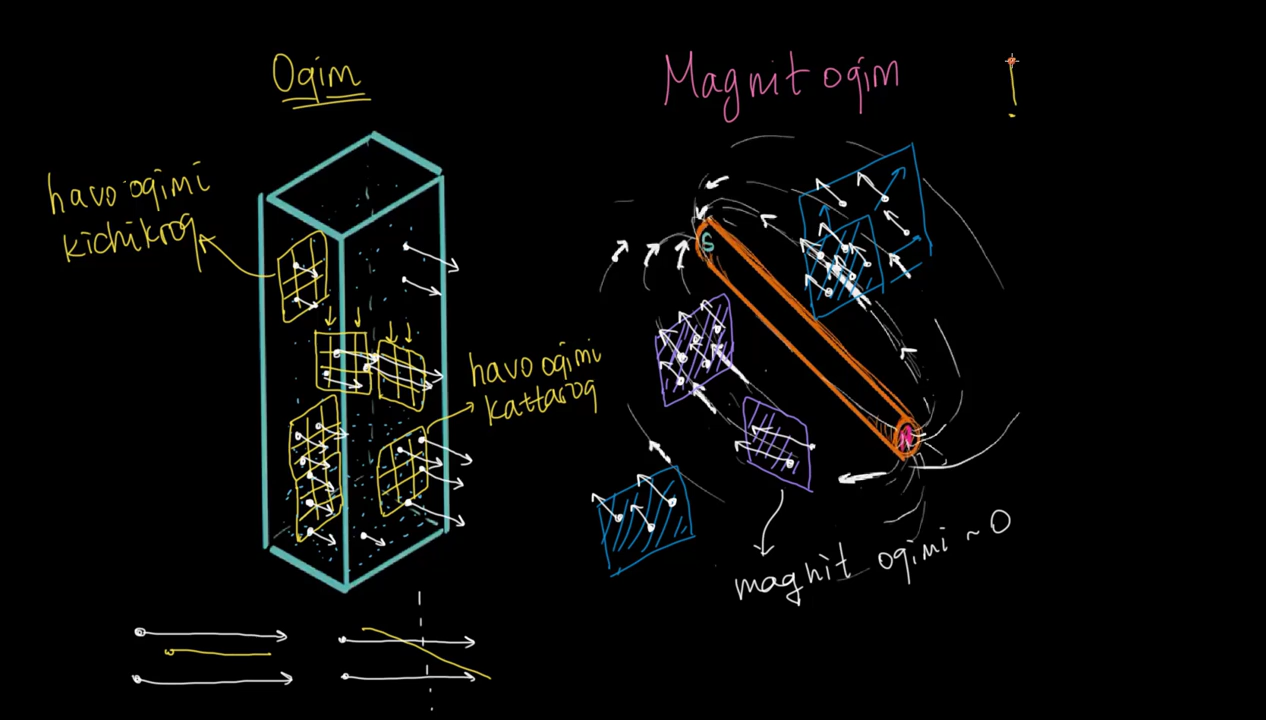 Oqim
Magnit oqim
!
havo oqimi
kichikroq
S
havo oqimi
kattaroq
N
magnit oqimi ~ 0